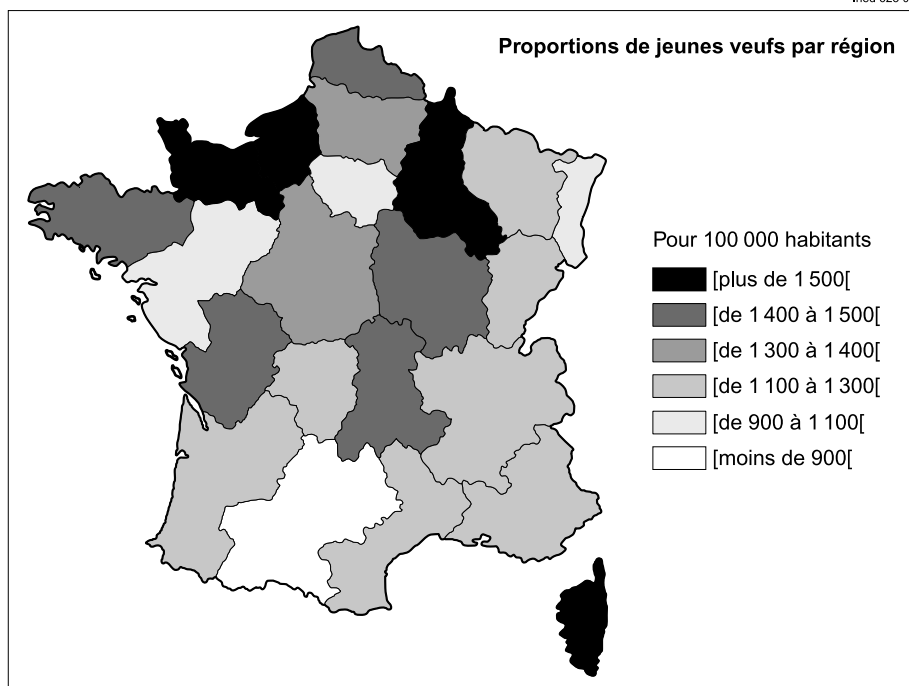 Proportions de jeunes veufs par région
Pour 100 000 habitants
[plus de 1 500[
[de 1 400 à 1 500[
[de 1 300 à 1 400[
[de 1 100 à 1 300[
[de 900 à 1 100[
[moins de 900[